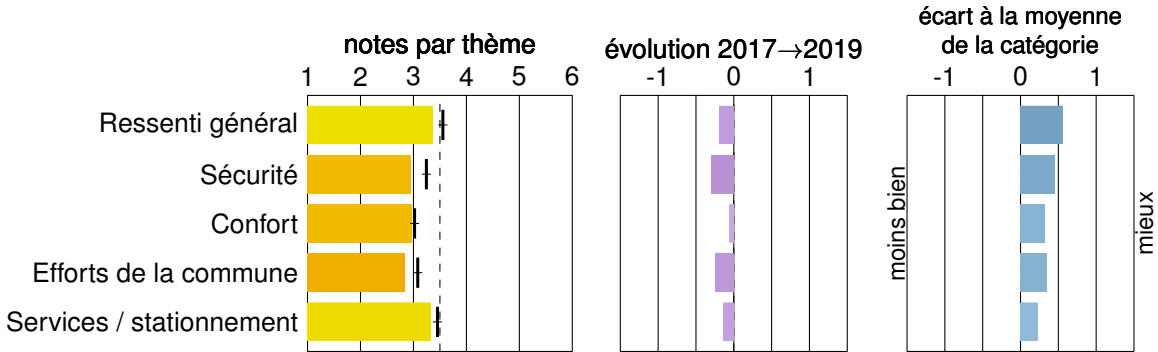 notes par thème
1 2 3 4 5 6
évolution 2017→2019
-1 0 1
écart à la moyenne
de la catégorie
-1 0 1
Ressenti général
Sécurité
Confort
Efforts de la commune
Services / stationnement
moins bien
mieux